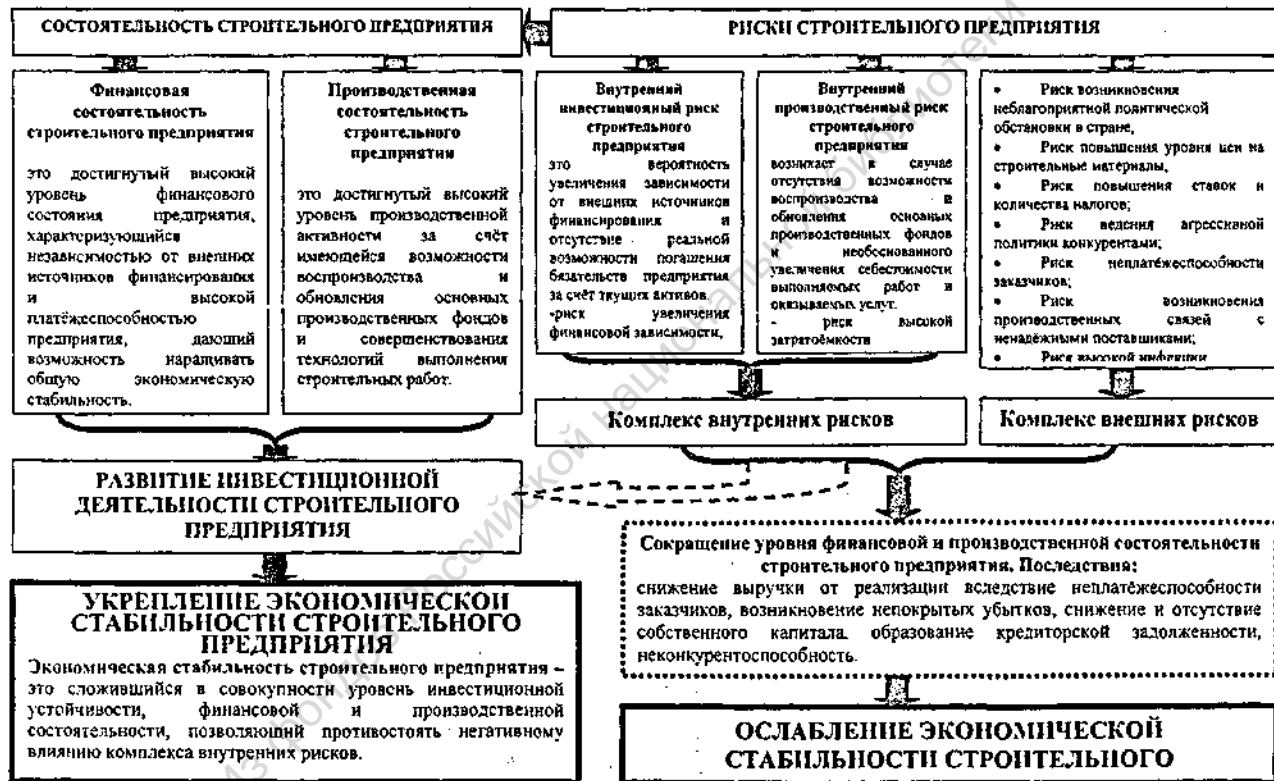 СОСТОЯТЕЛЬНОСТЬ СТРОИТЕЛЬНОГО ПРЕДПРИЯТИЯ
РИСКИ СТРОИТЕЛЬНОГО ПРЕДПРИЯТИЯ
Финансовая
состоятельность
строительного предприятия
это достигнутый высокий
уровень финансового
состояния предприятия,
характеризующийся
независимостью от внешних
источников финансирования
и высокой
платёжеспособностью
предприятия, дающий
возможность наращивать
общую экономическую
стабильность.
Производственная
состоятельность
строительного
предприятия
это достигнутый высокий
уровень производственной
активности за счёт
имеющейся возможности
воспроизводства и
обновления основных
производственных фондов
и совершенствования
технологий выполнения
строительных работ.
Внутренний
инвестиционный риск
строительного
предприятия
это вероятность
увеличения зависимости
от внешних источников
финансирования и
отсутствие реальной
возможности погашения
бязательств предприятия
за счёт ткущих активов.
-риск увеличения
финансовой зависимости,
Внутренний
производственный риск
строительного
предприятия
возникает в случае
отсутствия возможности
воспроизводства и
обновления основных
производственных фондов
и необоснованного
увеличения себестоимости
выполняемых работ и
оказываемых услуг.
- риск высокой
затратоёмкости
• Риск возникновения
неблагоприятной политической
обстановки в стране,
• Риск повышения уровня цен на
строительные материалы,
• Риск повышения ставок и
количества налогов;
• Риск ведения агрессивной
политики конкурентами;
• Риск неплатёжеспособности
заказчиков;
• Риск возникновения
производственных связей с
ненадёжными поставщиками;
• Риск высокой инфляции
Комплекс внутренних рисков
Комплекс внешних рисков
РАЗВИТИЕ ИНВЕСТИЦИОННОЙ
ДЕЯТЕЛЬНОСТИ СТРОИТЕЛЬНОГО
ПРЕДПРИЯТИЯ
Сокращение уровня финансовой и производственной состоятельности
строительного предприятия. Последствия:
снижение выручки от реализации вследствие неплатёжеспособности
заказчиков, возникновение непокрытых убытков, снижение и отсутствие
собственного капитала, образование кредиторской задолженности,
неконкурентоспособность.
УКРЕПЛЕНИЕ ЭКОНОМИЧЕСКОЙ
СТАБИЛЬНОСТИ СТРОИТЕЛЬНОГО
ПРЕДПРИЯТИЯ
Экономическая стабильность строительного предприятия –
это сложившийся в совокупности уровень инвестиционной
устойчивости, финансовой и производственной
состоятельности, позволяющий противостоять негативному
влиянию комплекса внутренних рисков.
ОСЛАБЛЕНИЕ ЭКОНОМИЧЕСКОЙ
СТАБИЛЬНОСТИ СТРОИТЕЛЬНОГО
Из фондов Российской национальной библиотеки